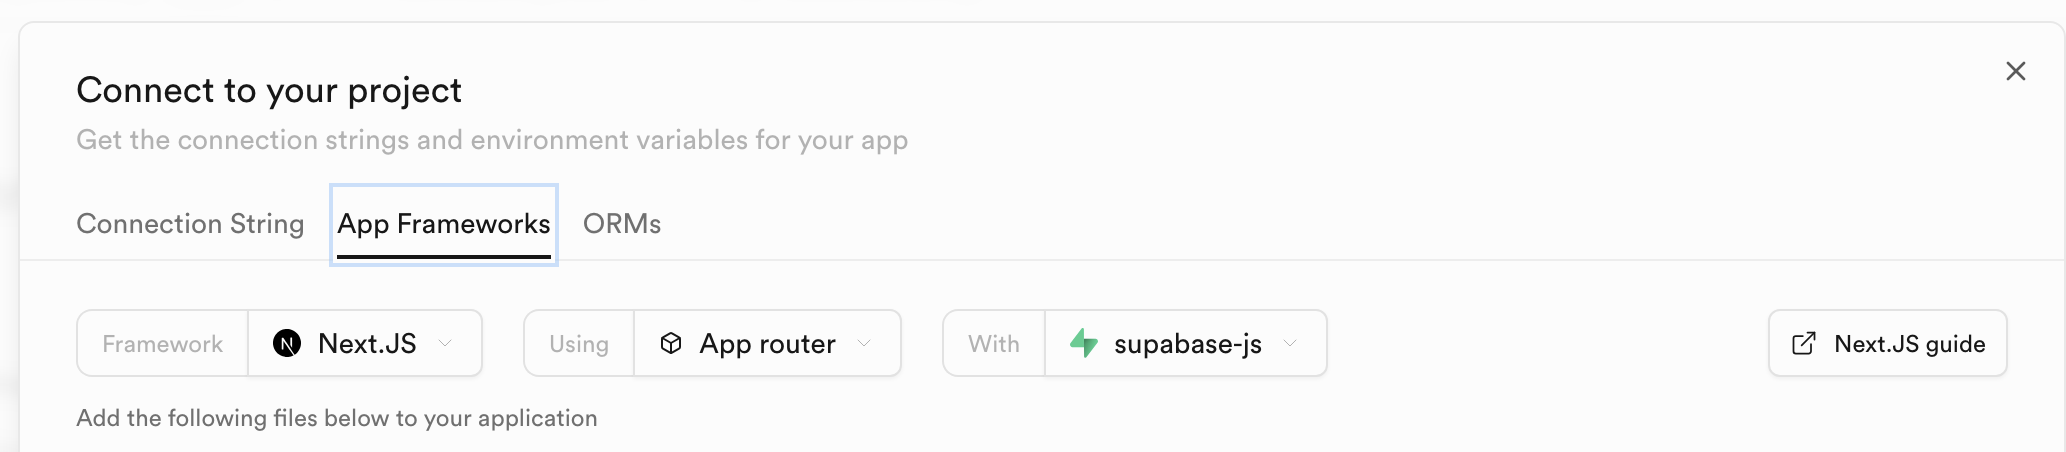 Connect to your project
Get the connection strings and environment variables for your app
Connection String App Frameworks ORMs
Framework Next.JS Using App router With supabase-js Next.JS guide
Add the following files below to your application